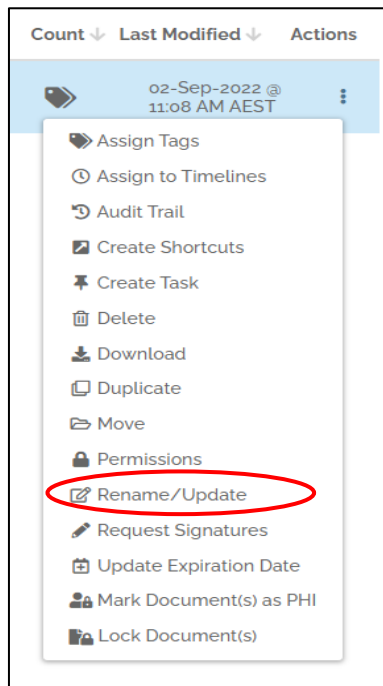 Count Last Modified Actions
02-Sep-2022 @
11:08 AM AEST
Assign Tags
Assign to Timelines
Audit Trail
Create Shortcuts
Create Task
Delete
Download
Duplicate
Move
Permissions
Rename/Update
Request Signatures
Update Expiration Date
Mark Document(s) as PHI
Lock Document(s)